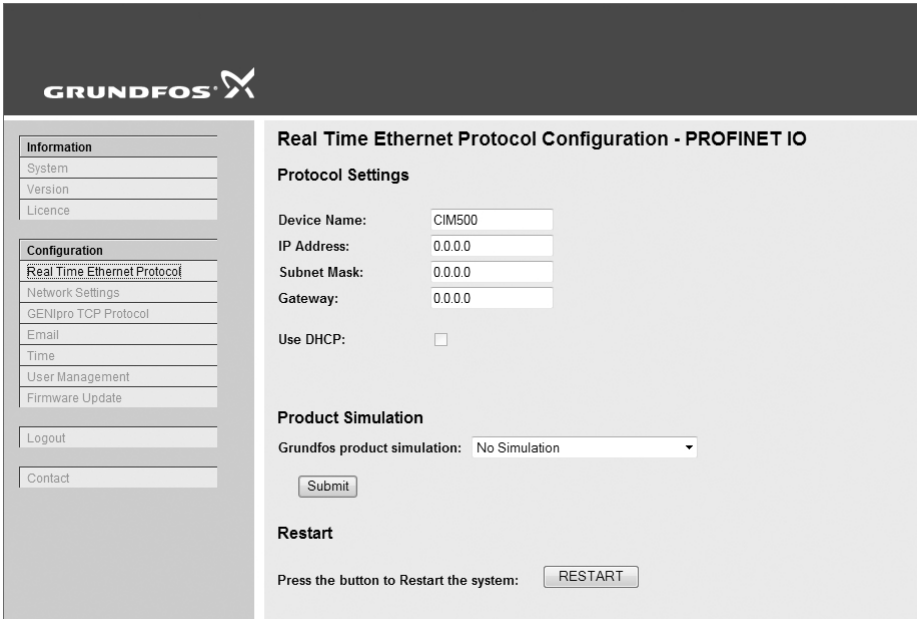 GRUNDFOS
Information
System
Version
Licence
Configuration
Real Time Ethernet Protocol
Network Settings
GENIpro TCP Protocol
Email
Time
User Management
Firmware Update
Logout
Contact
Real Time Ethernet Protocol Configuration - PROFINET IO
Protocol Settings
Device Name: CIM500
IP Address: 0.0.0.0
Subnet Mask: 0.0.0.0
Gateway: 0.0.0.0
Use DHCP:
Product Simulation
Grundfos product simulation: No Simulation
Submit
Restart
Press the button to Restart the system: RESTART